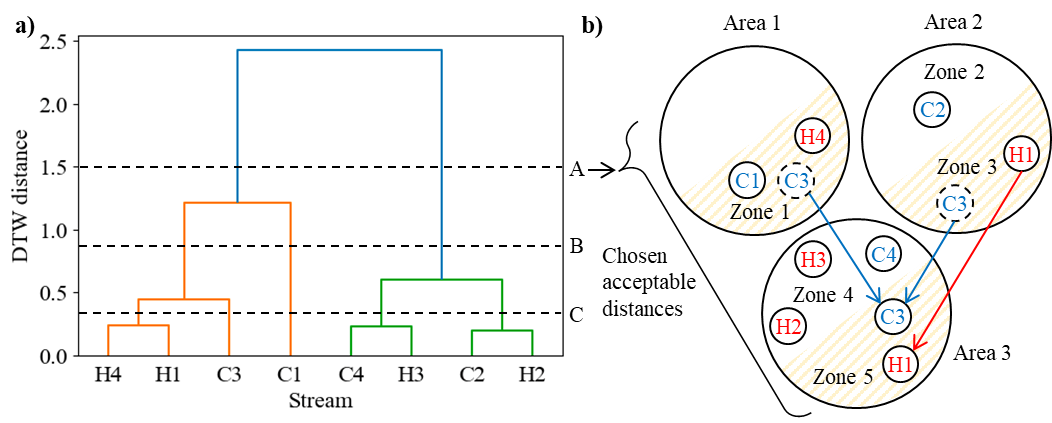 a)
DTW distance
2.5
2.0
1.5
1.0
0.5
0.0
H4 H1 C3 C1 C4 H3 C2 H2
Stream
A
B
C
Chosen
acceptable
distances
b)
Area 1
H4
C1 C3
Zone 1
Area 2
Zone 2
C2
H1
Zone 3
C3
H3 C4
Zone 4
C3
H2
Area 3
H1
Zone 5